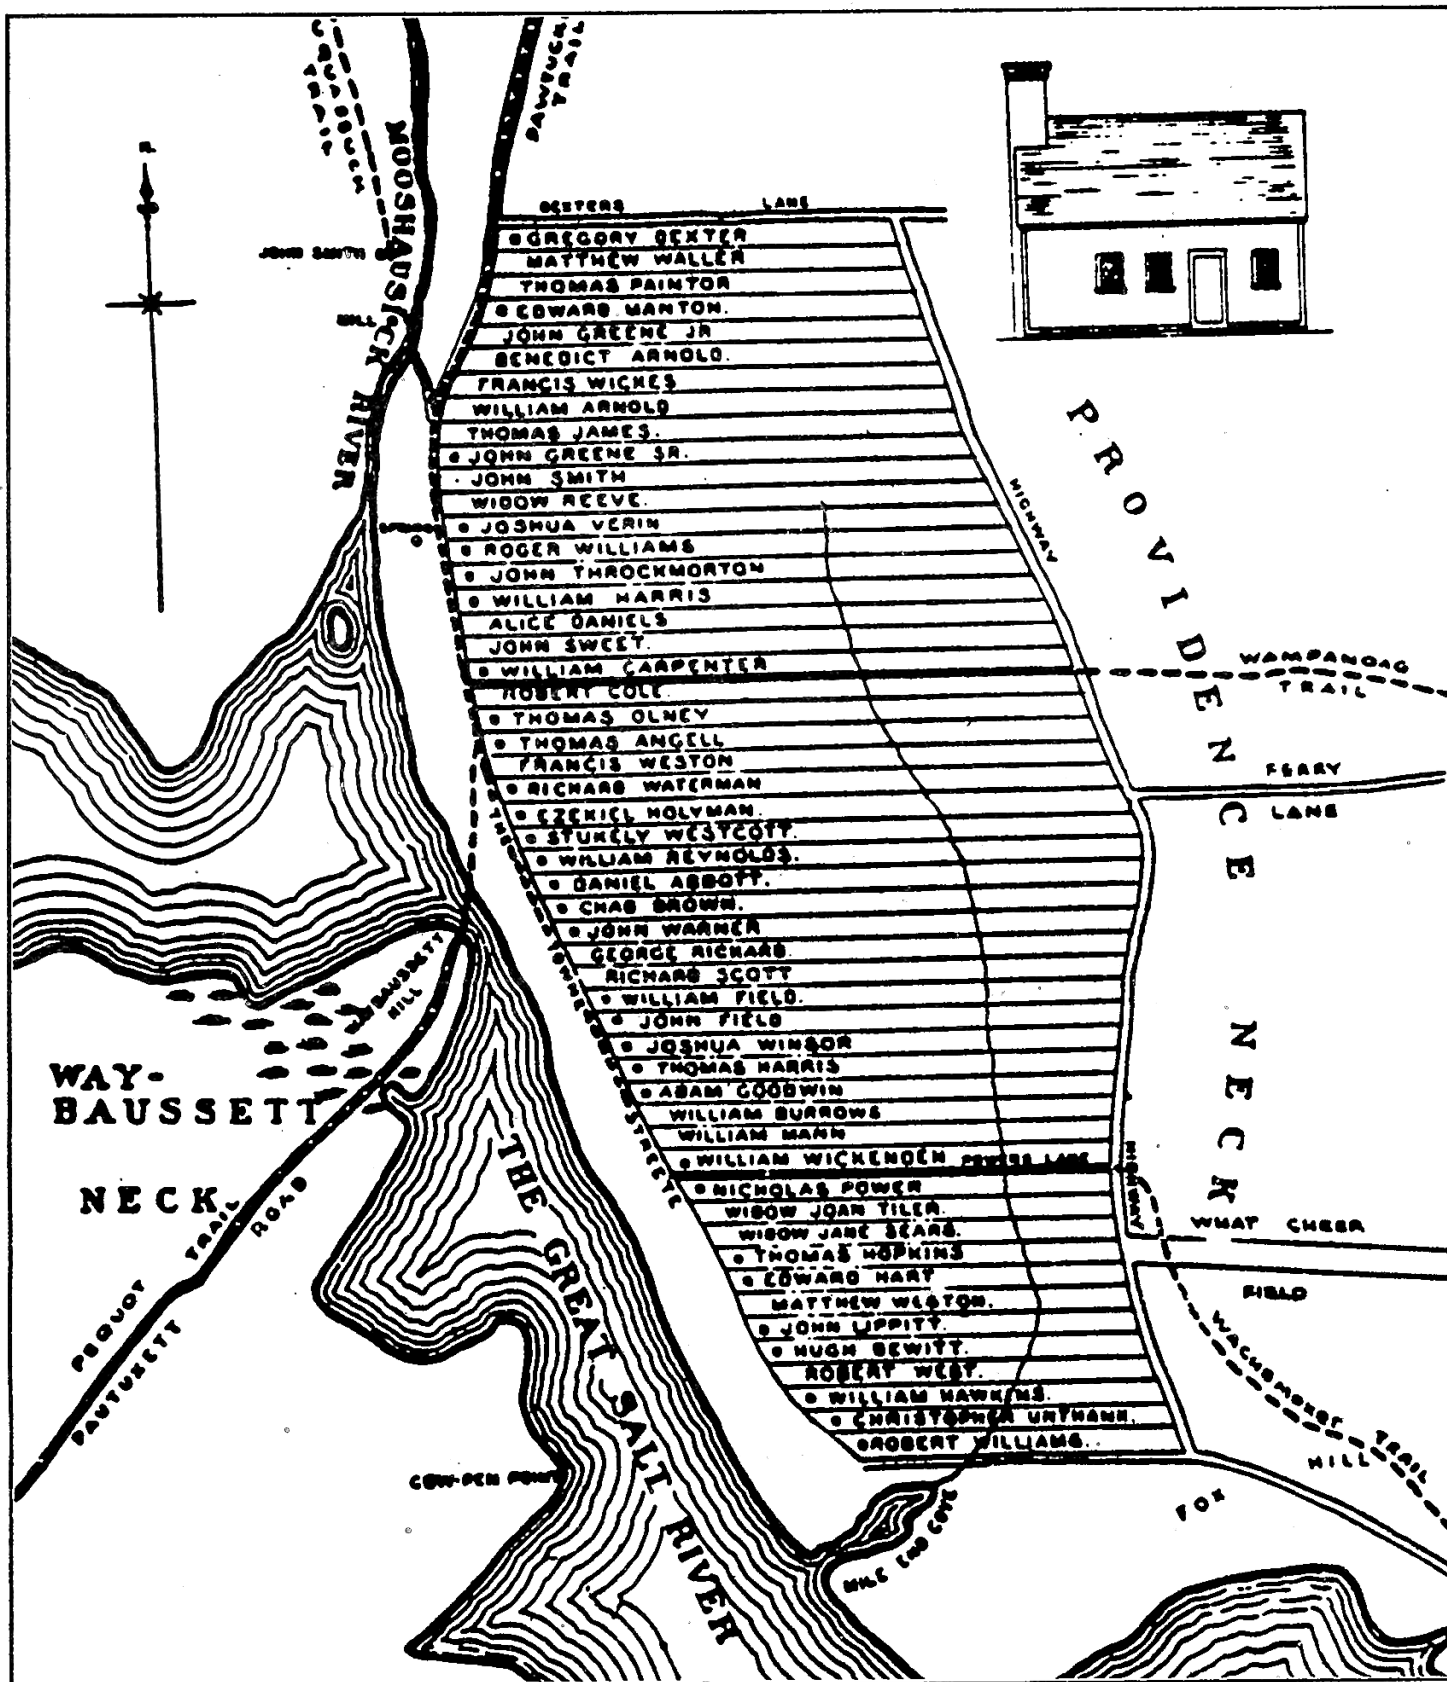 PAWTUCKET
TRAIL
MOOSHAUSICK RIVER
DEXTERS LANE
JOHN SMITH
MILL
GREGORY DEXTER
MATTHEW WALLER
THOMAS PAINTOR
EDWARD MANTON.
JOHN GREENE JR
BENEDICT ARNOLD.
FRANCIS WICKES
WILLIAM ARNOLD
THOMAS JAMES.
JOHN GREENE SR.
JOHN SMITH
WIDOW REEVE.
JOSHUA VERIN
ROGER WILLIAMS
JOHN THROCKMORTON
WILLIAM HARRIS
ALICE DANIELS
JOHN SWEET.
WILLIAM CARPENTER
ROBERT COLE
THOMAS OLNEY
THOMAS ANGELL
FRANCIS WESTON
RICHARD WATERMAN
EZEKIEL HOLYMAN.
STUKELY WESTCOTT.
WILLIAM REYNOLDS.
DANIEL ABBOTT.
CHAD BROWN.
JOHN WARNER
GEORGE RICHARD
RICHARD SCOTT
WILLIAM FIELD.
JOHN FIELD
JOSHUA WINSOR
THOMAS HARRIS
ADAM GOODWIN
WILLIAM BURROWS
WILLIAM MANN
WILLIAM WICKENDEN
POWERS LANE
NICHOLAS POWER
WIDOW JOAN TILER.
WIDOW JANE SEARS.
THOMAS HOPKINS
EDWARD HART
MATTHEW WESTON.
JOHN LIPPITT.
HUGH BEWITT.
ROBERT WEST.
WILLIAM HAWKINS.
CHRISTOPHER UNTHANK.
ROBERT WILLIAMS.
HIGHWAY
PROVIDENCE NECK
WAMPANOAG
TRAIL
FERRY
LANE
HIGHWAY
WHAT CHEER
FIELD
WACHEMOKET TRAIL
FOX HILL
THE TOWNE STREETE
WAYBAUSSETT
HILL
WAY-
BAUSSETT
NECK
PEQUOT TRAIL
PAUTUXETT ROAD
THE GREAT SALT RIVER
COW-PEN POINT
MILE END COVE